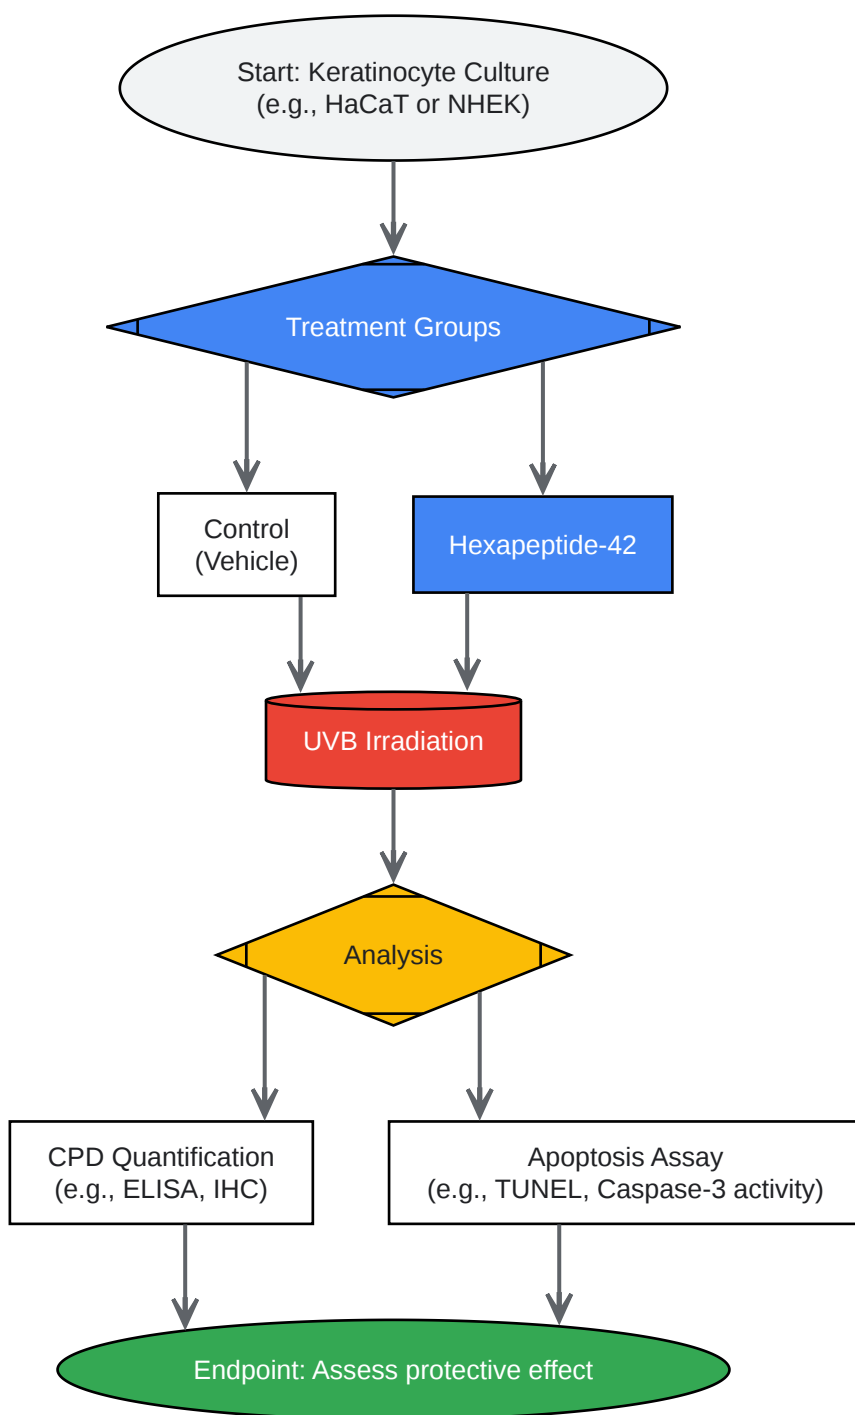 Start: Keratinocyte Culture
(e.g., HaCaT or NHEK)
Treatment Groups
Control
(Vehicle)
Hexapeptide-42
UVB Irradiation
Analysis
CPD Quantification
(e.g., ELISA, IHC)
Apoptosis Assay
(e.g., TUNEL, Caspase-3 activity)
Endpoint: Assess protective effect